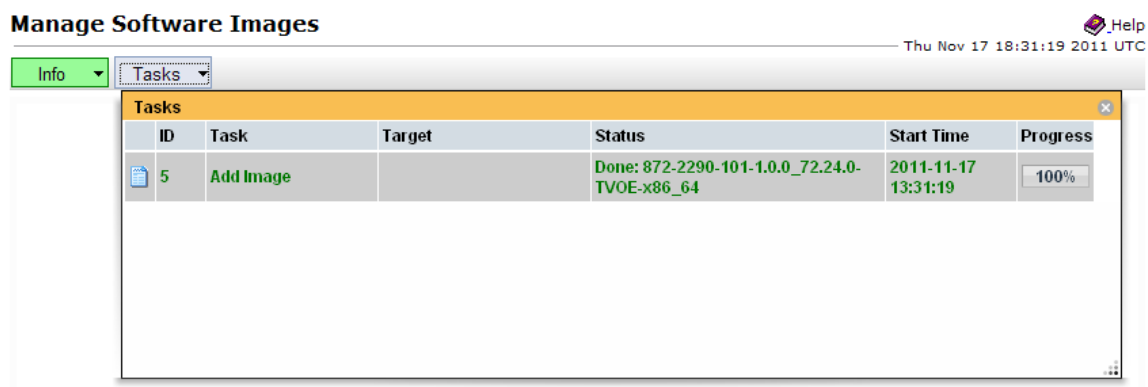 Manage Software Images
Help
Thu Nov 17 18:31:19 2011 UTC
Info
Tasks
Tasks
ID Task Target Status Start Time Progress
5 Add Image Done: 872-2290-101-1.0.0_72.24.0- 2011-11-17 100%
TVOE-x86_64 13:31:19